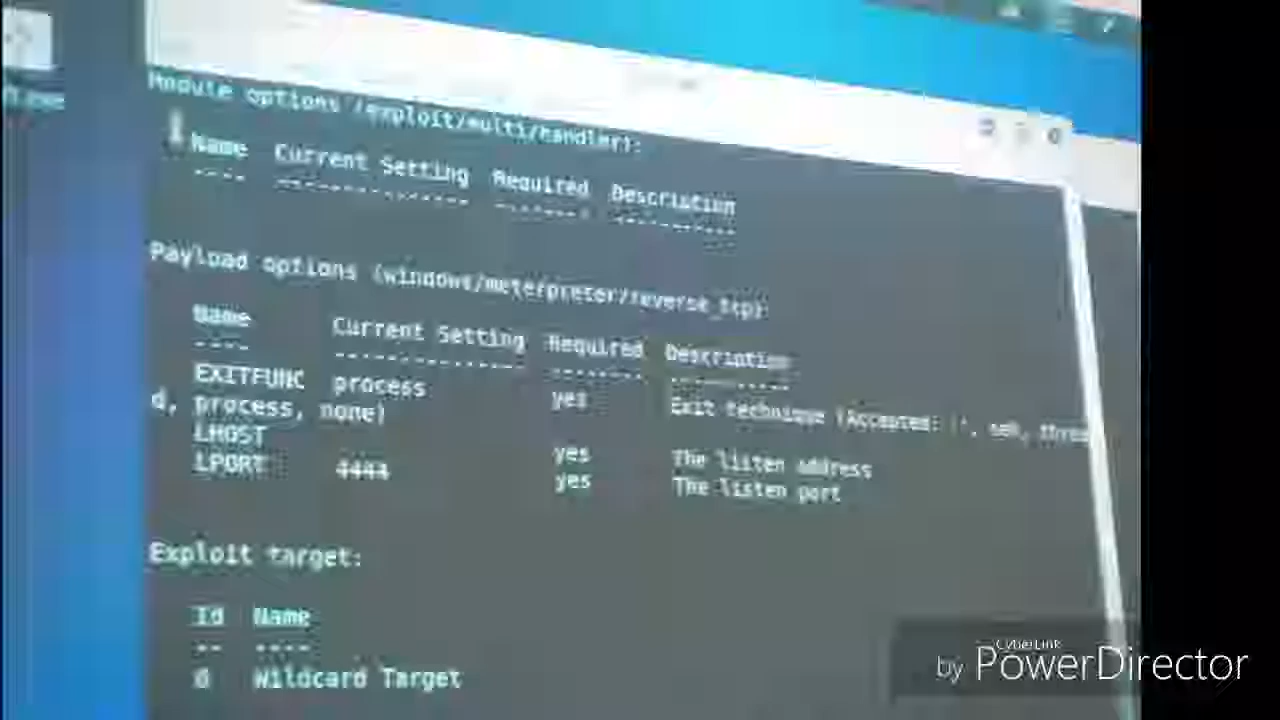 Module options (exploit/multi/handler):
Name Current Setting Required Description
---- --------------- -------- -----------
Payload options (windows/meterpreter/reverse_tcp):
Name Current Setting Required Description
---- --------------- -------- -----------
EXITFUNC process yes Exit technique (Accepted: '', seh, threa
d, process, none)
LHOST yes The listen address
LPORT 4444 yes The listen port
Exploit target:
Id Name
-- ----
0 Wildcard Target
by CyberLink PowerDirector